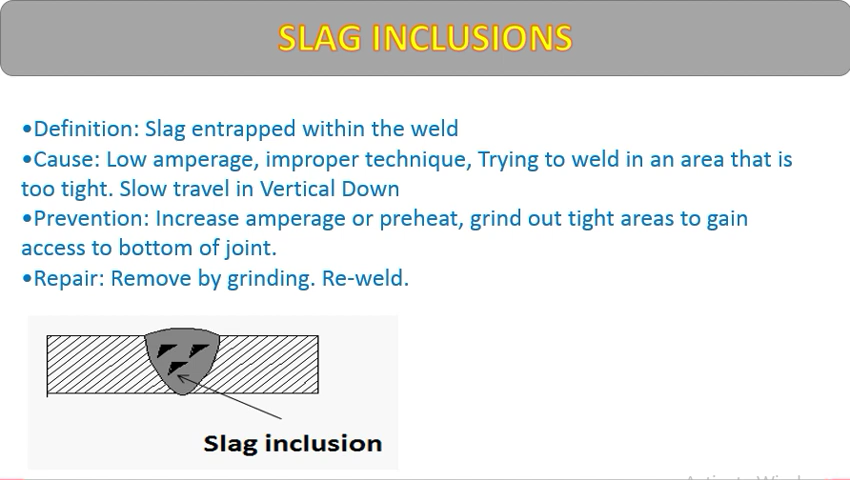 SLAG INCLUSIONS
•Definition: Slag entrapped within the weld
•Cause: Low amperage, improper technique, Trying to weld in an area that is
too tight. Slow travel in Vertical Down
•Prevention: Increase amperage or preheat, grind out tight areas to gain
access to bottom of joint.
•Repair: Remove by grinding. Re-weld.
Slag inclusion